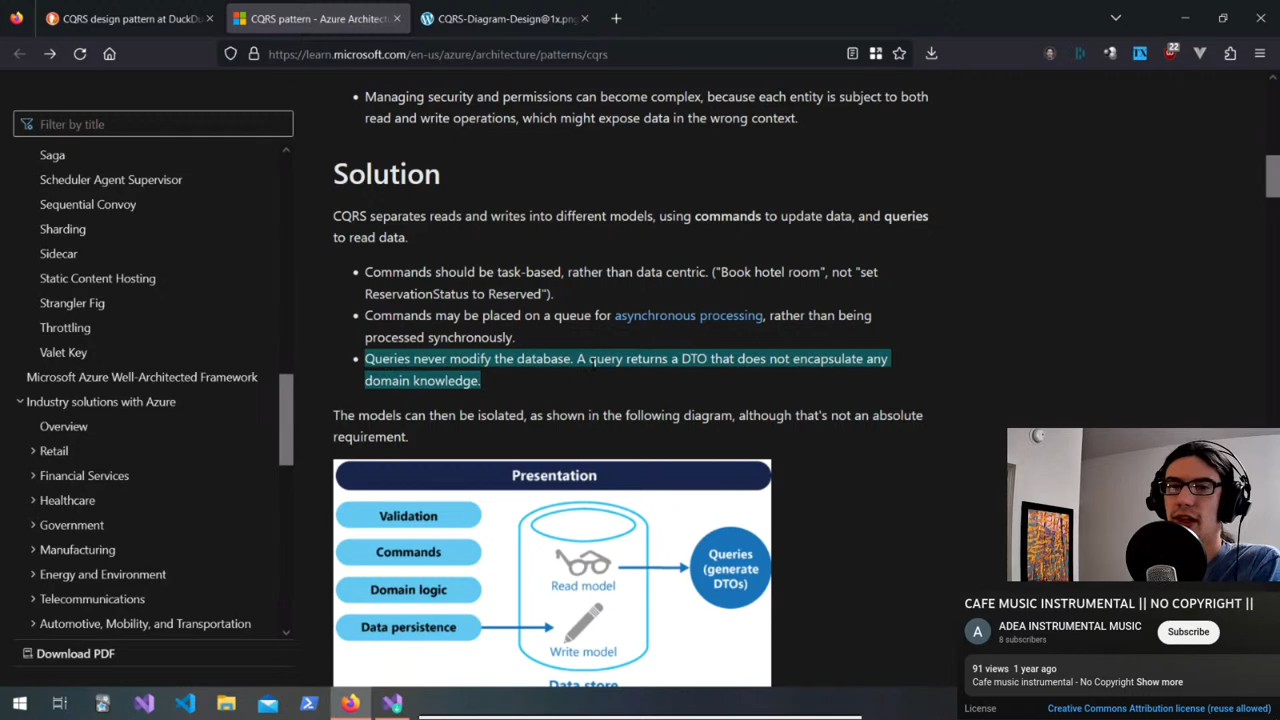 CQRS design pattern at DuckDu
CQRS pattern - Azure Architect
CQRS-Diagram-Design@1x.png
https://learn.microsoft.com/en-us/azure/architecture/patterns/cqrs
22
Filter by title
Saga
Scheduler Agent Supervisor
Sequential Convoy
Sharding
Sidecar
Static Content Hosting
Strangler Fig
Throttling
Valet Key
Microsoft Azure Well-Architected Framework
Industry solutions with Azure
Overview
Retail
Financial Services
Healthcare
Government
Manufacturing
Energy and Environment
Telecommunications
Automotive, Mobility, and Transportation
Download PDF
• Managing security and permissions can become complex, because each entity is subject to both
read and write operations, which might expose data in the wrong context.
Solution
CQRS separates reads and writes into different models, using commands to update data, and queries
to read data.
• Commands should be task-based, rather than data centric. ("Book hotel room", not "set
ReservationStatus to Reserved").
• Commands may be placed on a queue for asynchronous processing, rather than being
processed synchronously.
• Queries never modify the database. A query returns a DTO that does not encapsulate any
domain knowledge.
The models can then be isolated, as shown in the following diagram, although that's not an absolute
requirement.
Presentation
Validation
Commands
Domain logic
Data persistence
Read model
Write model
Data store
Queries
(generate
DTOs)
CAFE MUSIC INSTRUMENTAL || NO COPYRIGHT ||
A
ADEA INSTRUMENTAL MUSIC
8 subscribers
Subscribe
91 views 1 year ago
Cafe music instrumental - No Copyright Show more
License
Creative Commons Attribution license (reuse allowed)